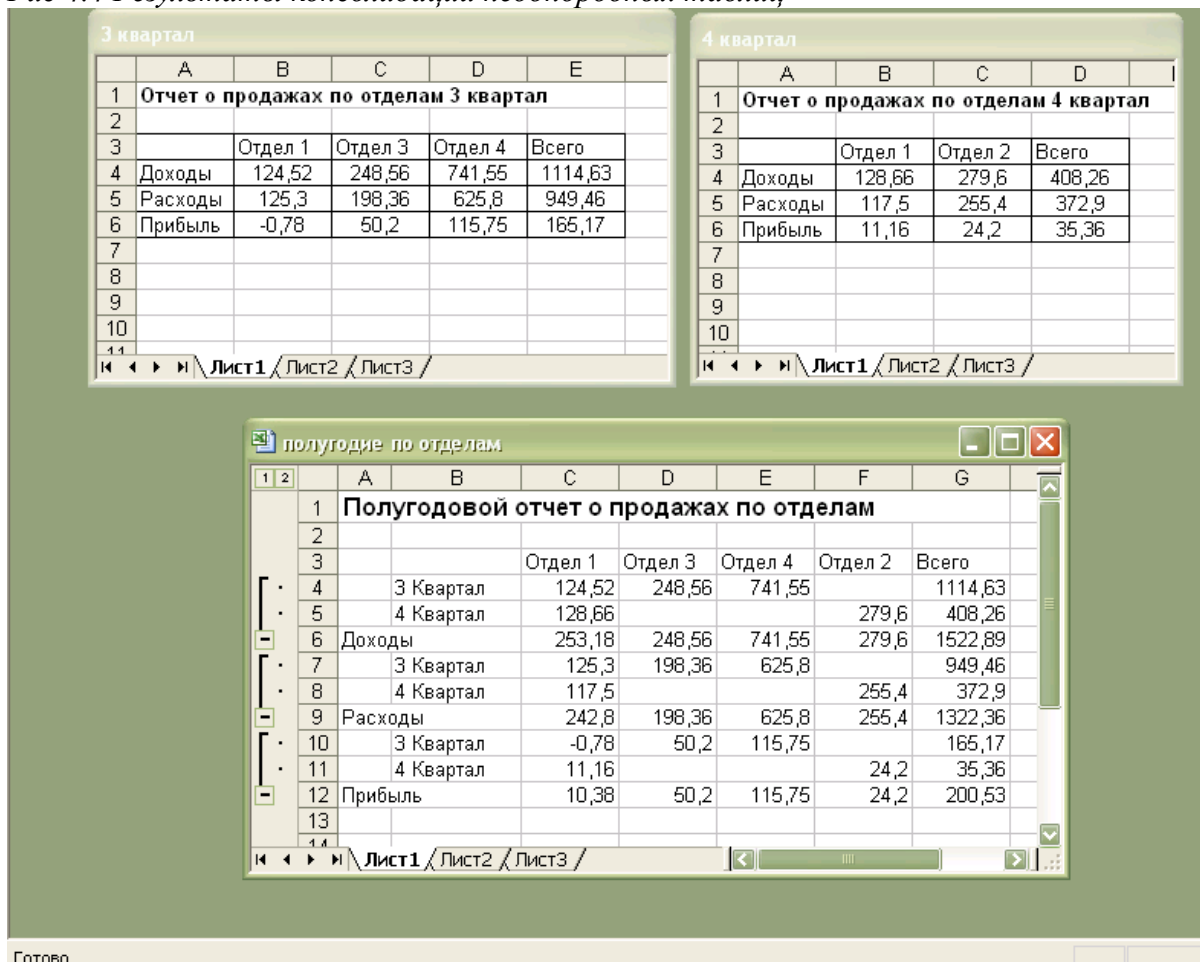 3 квартал
A B C D E
1 Отчет о продажах по отделам 3 квартал
2
3 Отдел 1 Отдел 3 Отдел 4 Всего
4 Доходы 124,52 248,56 741,55 1114,63
5 Расходы 125,3 198,36 625,8 949,46
6 Прибыль -0,78 50,2 115,75 165,17
7
8
9
10
11
Лист1 Лист2 Лист3
4 квартал
A B C D
1 Отчет о продажах по отделам 4 квартал
2
3 Отдел 1 Отдел 2 Всего
4 Доходы 128,66 279,6 408,26
5 Расходы 117,5 255,4 372,9
6 Прибыль 11,16 24,2 35,36
7
8
9
10
Лист1 Лист2 Лист3
полугодие по отделам
1 2 A B C D E F G
1 Полугодовой отчет о продажах по отделам
2
3 Отдел 1 Отдел 3 Отдел 4 Отдел 2 Всего
4 3 Квартал 124,52 248,56 741,55 1114,63
5 4 Квартал 128,66 279,6 408,26
6 Доходы 253,18 248,56 741,55 279,6 1522,89
7 3 Квартал 125,3 198,36 625,8 949,46
8 4 Квартал 117,5 255,4 372,9
9 Расходы 242,8 198,36 625,8 255,4 1322,36
10 3 Квартал -0,78 50,2 115,75 165,17
11 4 Квартал 11,16 24,2 35,36
12 Прибыль 10,38 50,2 115,75 24,2 200,53
13
14
Лист1 Лист2 Лист3
Готово